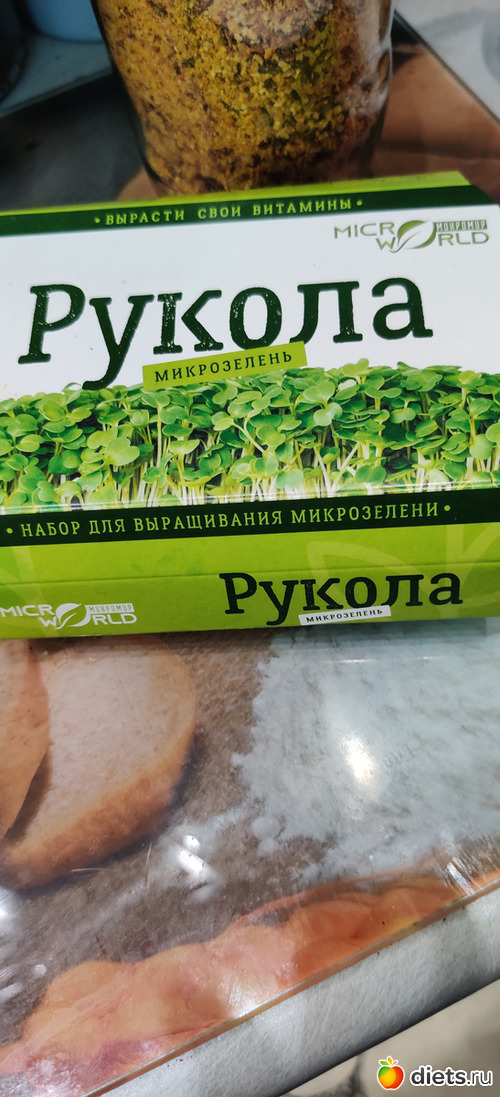 • ВЫРАСТИ СВОИ ВИТАМИНЫ •
MICRO МИКРОМИР
WORLD
Рукола
МИКРОЗЕЛЕНЬ
• НАБОР ДЛЯ ВЫРАЩИВАНИЯ МИКРОЗЕЛЕНИ •
Рукола
МИКРОЗЕЛЕНЬ
MICRO МИКРОМИР
WORLD
diets.ru